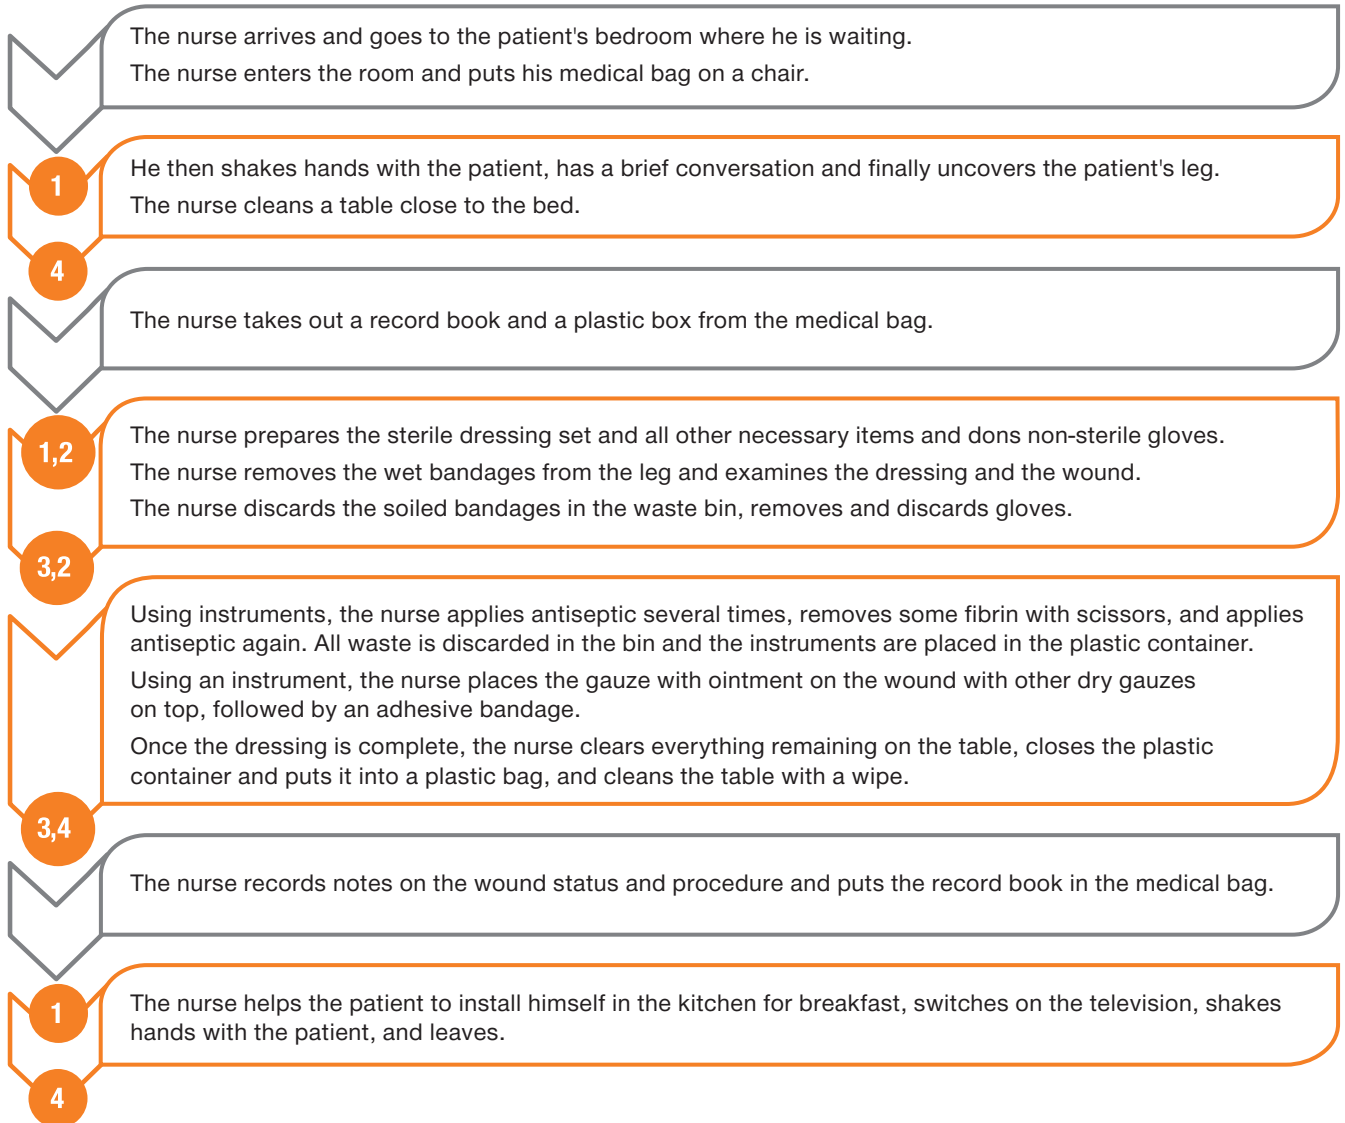 The nurse arrives and goes to the patient's bedroom where he is waiting.
The nurse enters the room and puts his medical bag on a chair.
1
He then shakes hands with the patient, has a brief conversation and finally uncovers the patient's leg.
The nurse cleans a table close to the bed.
4
The nurse takes out a record book and a plastic box from the medical bag.
1,2
The nurse prepares the sterile dressing set and all other necessary items and dons non-sterile gloves.
The nurse removes the wet bandages from the leg and examines the dressing and the wound.
The nurse discards the soiled bandages in the waste bin, removes and discards gloves.
3,2
Using instruments, the nurse applies antiseptic several times, removes some fibrin with scissors, and applies
antiseptic again. All waste is discarded in the bin and the instruments are placed in the plastic container.
Using an instrument, the nurse places the gauze with ointment on the wound with other dry gauzes
on top, followed by an adhesive bandage.
Once the dressing is complete, the nurse clears everything remaining on the table, closes the plastic
container and puts it into a plastic bag, and cleans the table with a wipe.
3,4
The nurse records notes on the wound status and procedure and puts the record book in the medical bag.
1
The nurse helps the patient to install himself in the kitchen for breakfast, switches on the television, shakes
hands with the patient, and leaves.
4